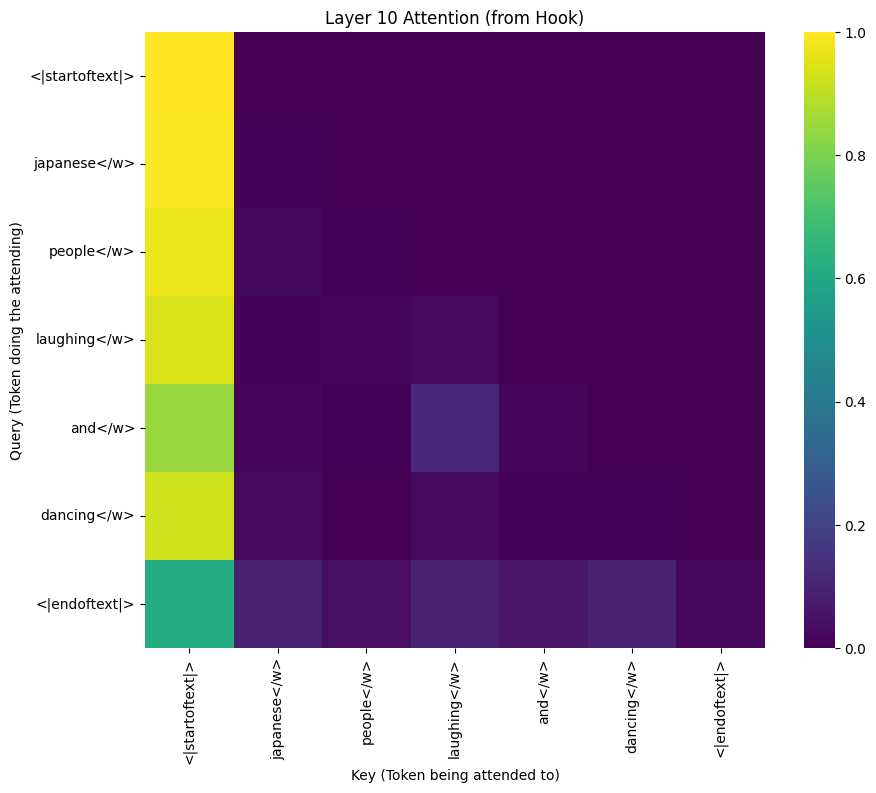 Layer 10 Attention (from Hook)
Query (Token doing the attending)
<|startoftext|>
japanese</w>
people</w>
laughing</w>
and</w>
dancing</w>
<|endoftext|>
<|startoftext|>
japanese</w>
people</w>
laughing</w>
and</w>
dancing</w>
<|endoftext|>
Key (Token being attended to)
1.0
0.8
0.6
0.4
0.2
0.0